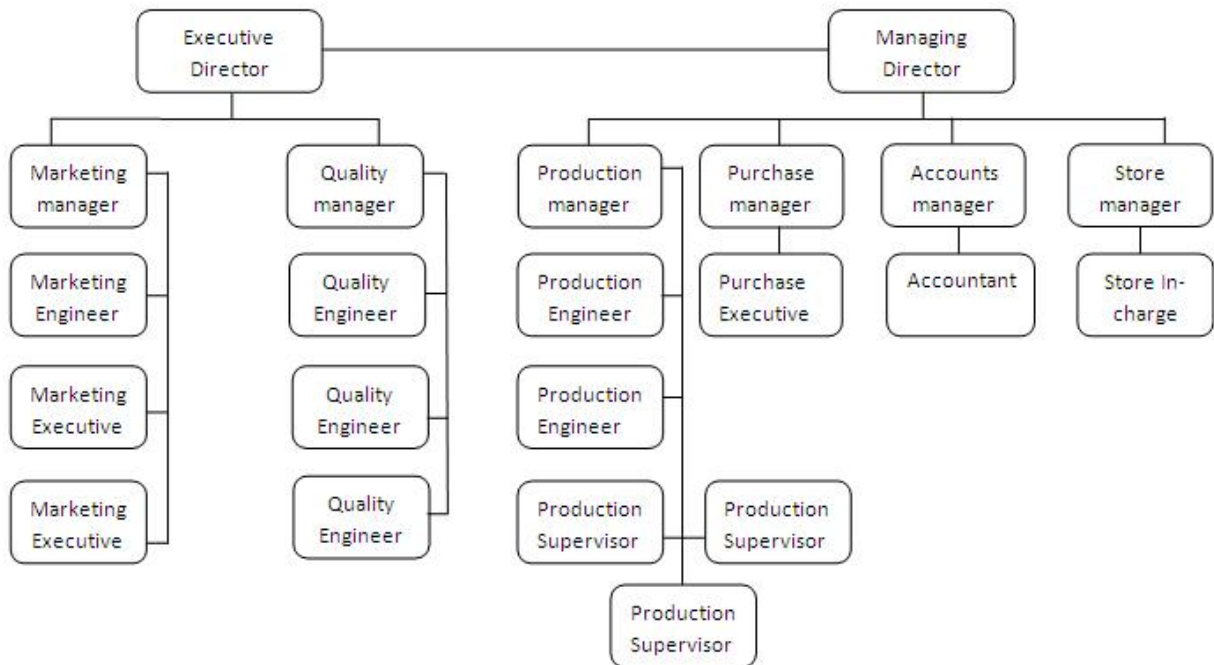 Executive
Director
Managing
Director
Marketing
manager
Quality
manager
Production
manager
Purchase
manager
Accounts
manager
Store
manager
Marketing
Engineer
Quality
Engineer
Production
Engineer
Purchase
Executive
Accountant
Store In-
charge
Marketing
Executive
Quality
Engineer
Production
Engineer
Marketing
Executive
Quality
Engineer
Production
Supervisor
Production
Supervisor
Production
Supervisor